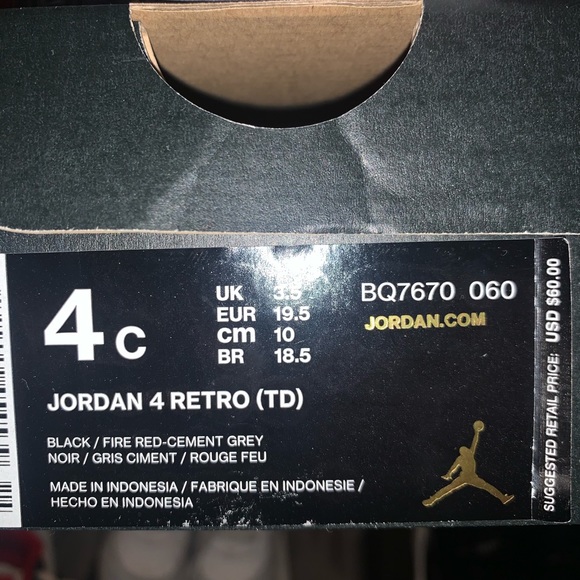 4C
UK 3.5
EUR 19.5
cm 10
BR 18.5
BQ7670 060
JORDAN.COM
JORDAN 4 RETRO (TD)
BLACK / FIRE RED-CEMENT GREY
NOIR / GRIS CIMENT / ROUGE FEU
MADE IN INDONESIA / FABRIQUE EN INDONESIE /
HECHO EN INDONESIA
SUGGESTED RETAIL PRICE: USD $60.00